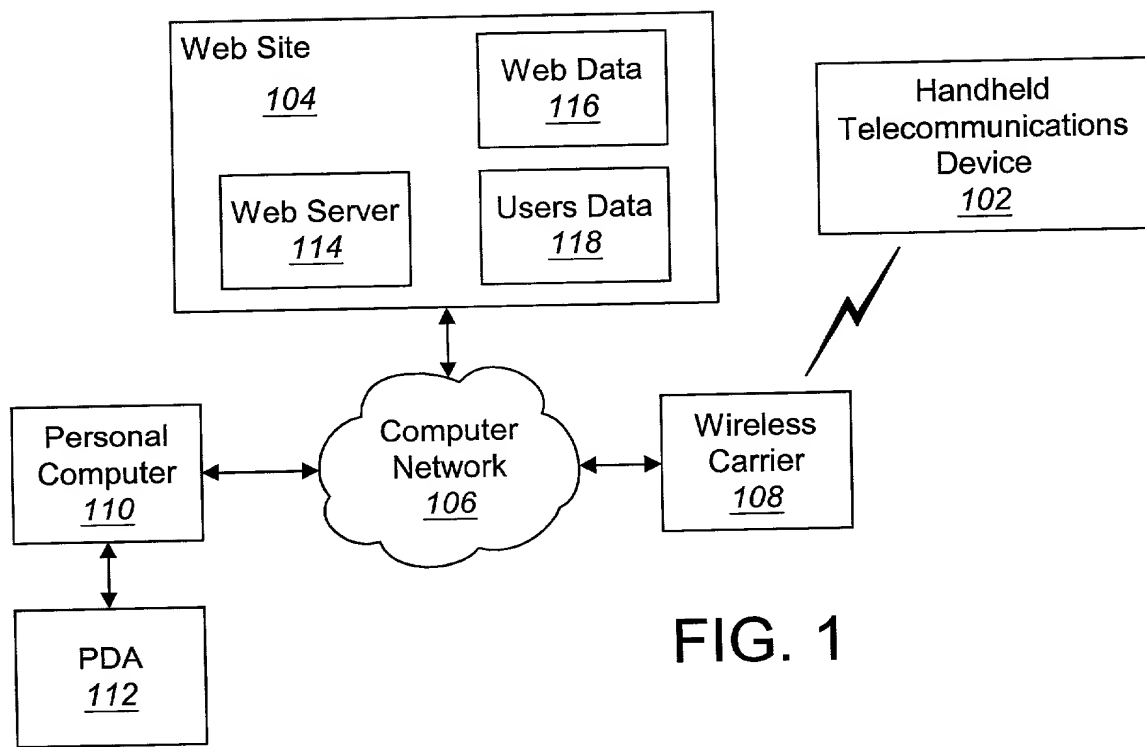 Web Site
104
Web Data
116
Web Server
114
Users Data
118
Handheld
Telecommunications
Device
102
Personal
Computer
110
Computer
Network
106
Wireless
Carrier
108
PDA
112
FIG. 1